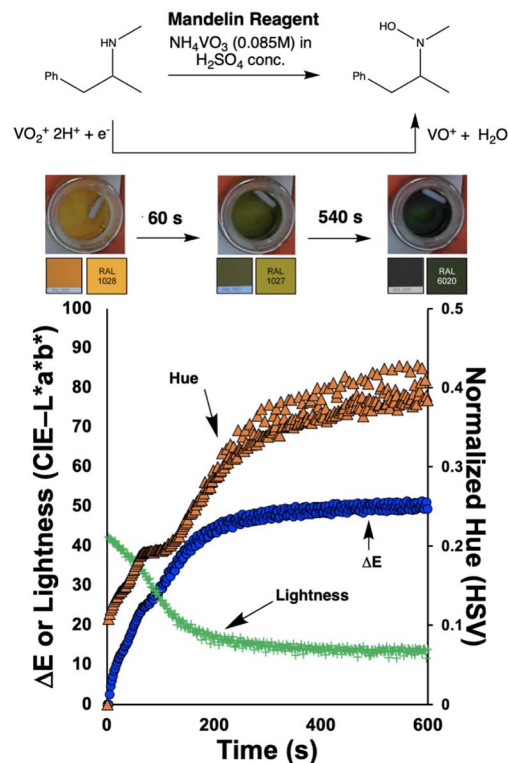 Mandelin Reagent
NH₄VO₃ (0.085M) in
H₂SO₄ conc.
HN
Ph
HO
N
Ph
VO₂⁺ 2H⁺ + e⁻
VO⁺ + H₂O
60 s
540 s
RAL
1028
RAL
1027
RAL
6020
ΔE or Lightness (CIE–L*a*b*)
100
90
80
70
60
50
40
30
20
10
0
Hue
ΔE
Lightness
0.5
0.4
0.3
0.2
0.1
0
Normalized Hue (HSV)
0
200
400
600
Time (s)